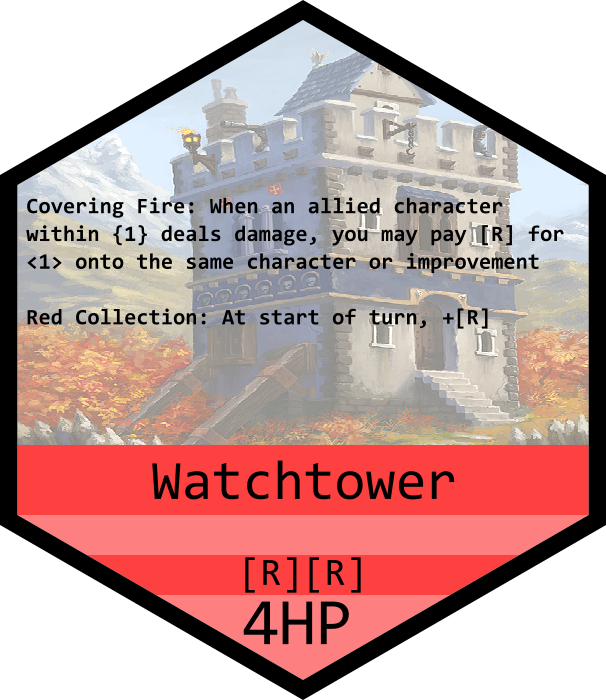 Covering Fire: When an allied character
within {1} deals damage, you may pay [R] for
<1> onto the same character or improvement
Red Collection: At start of turn, +[R]
Watchtower
[R][R]
4HP